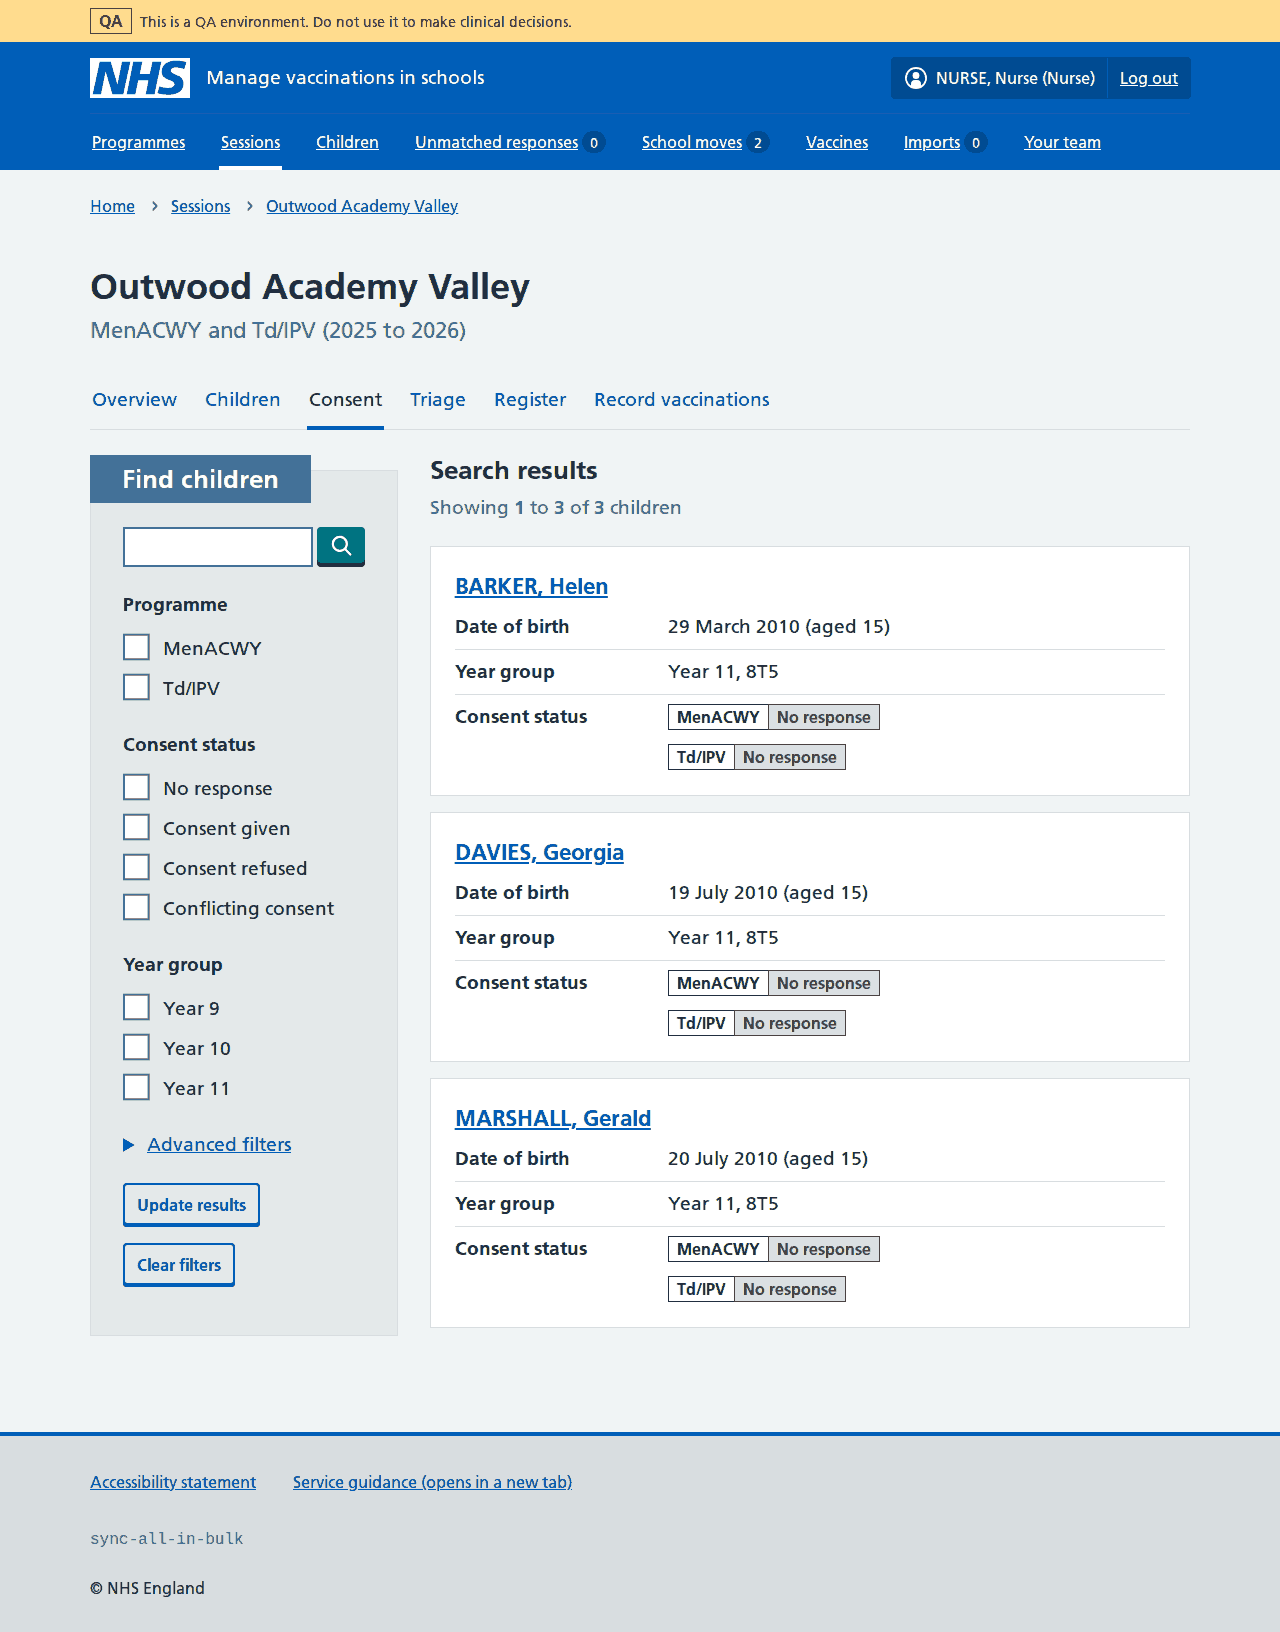 QA This is a QA environment. Do not use it to make clinical decisions.
NHS Manage vaccinations in schools NURSE, Nurse (Nurse) Log out
Programmes Sessions Children Unmatched responses 0 School moves 2 Vaccines Imports 0 Your team
Home Sessions Outwood Academy Valley
Outwood Academy Valley
MenACWY and Td/IPV (2025 to 2026)
Overview Children Consent Triage Register Record vaccinations
Find children
Programme
MenACWY
Td/IPV
Consent status
No response
Consent given
Consent refused
Conflicting consent
Year group
Year 9
Year 10
Year 11
Advanced filters
Update results
Clear filters
Search results
Showing 1 to 3 of 3 children
BARKER, Helen
Date of birth 29 March 2010 (aged 15)
Year group Year 11, 8T5
Consent status MenACWY No response
Td/IPV No response
DAVIES, Georgia
Date of birth 19 July 2010 (aged 15)
Year group Year 11, 8T5
Consent status MenACWY No response
Td/IPV No response
MARSHALL, Gerald
Date of birth 20 July 2010 (aged 15)
Year group Year 11, 8T5
Consent status MenACWY No response
Td/IPV No response
Accessibility statement Service guidance (opens in a new tab)
sync-all-in-bulk
© NHS England